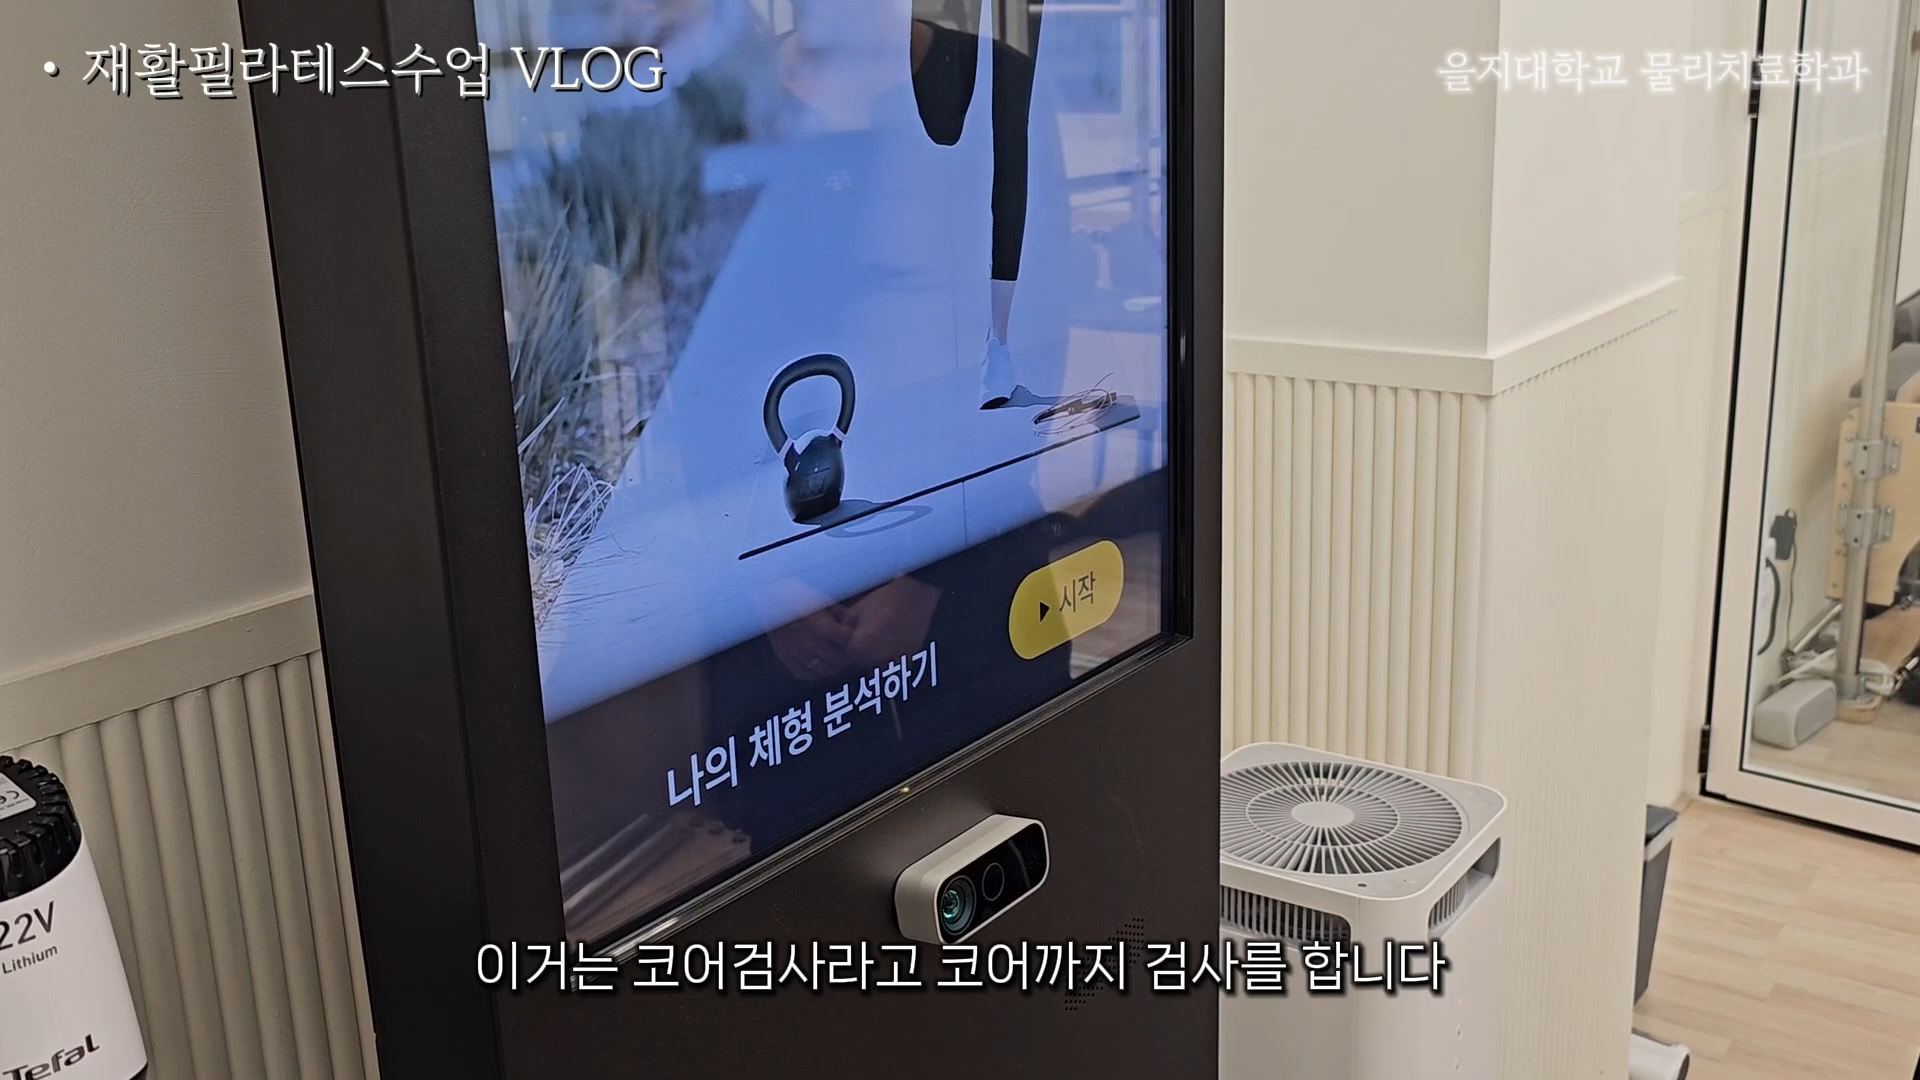 · 재활필라테스수업 VLOG
을지대학교 물리치료학과
▶ 시작
나의 체형 분석하기
22V
Lithium
Tefal
이거는 코어검사라고 코어까지 검사를 합니다